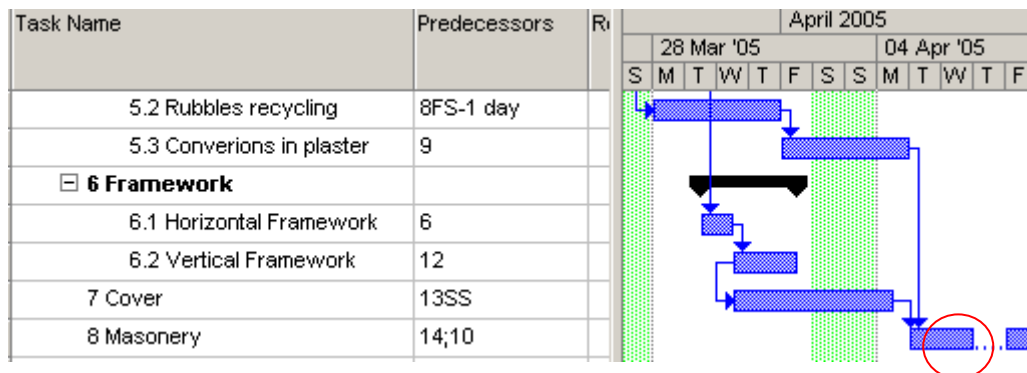 Task Name Predecessors R April 2005
28 Mar '05 04 Apr '05
S M T W T F S S M T W T F
5.2 Rubbles recycling 8FS-1 day
5.3 Converions in plaster 9
6 Framework
6.1 Horizontal Framework 6
6.2 Vertical Framework 12
7 Cover 13SS
8 Masonery 14;10